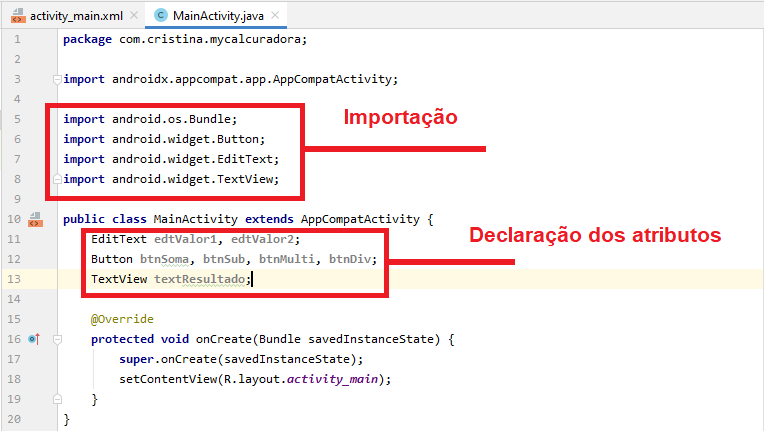 activity_main.xml MainActivity.java
1 package com.cristina.mycalcuradora;
2
3 import androidx.appcompat.app.AppCompatActivity;
4
5 import android.os.Bundle;
Importação
6 import android.widget.Button;
7 import android.widget.EditText;
8 import android.widget.TextView;
9
10 public class MainActivity extends AppCompatActivity {
11 EditText edtValor1, edtValor2;
Declaração dos atributos
12 Button btnSoma, btnSub, btnMulti, btnDiv;
13 TextView textResultado;
14
15 @Override
16 protected void onCreate(Bundle savedInstanceState) {
17 super.onCreate(savedInstanceState);
18 setContentView(R.layout.activity_main);
19 }
20 }